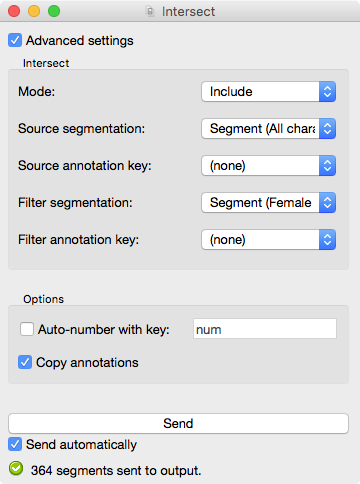 Intersect
Advanced settings
Intersect
Mode: Include
Source segmentation: Segment (All chara
Source annotation key: (none)
Filter segmentation: Segment (Female
Filter annotation key: (none)
Options
Auto-number with key: num
Copy annotations
Send
Send automatically
364 segments sent to output.